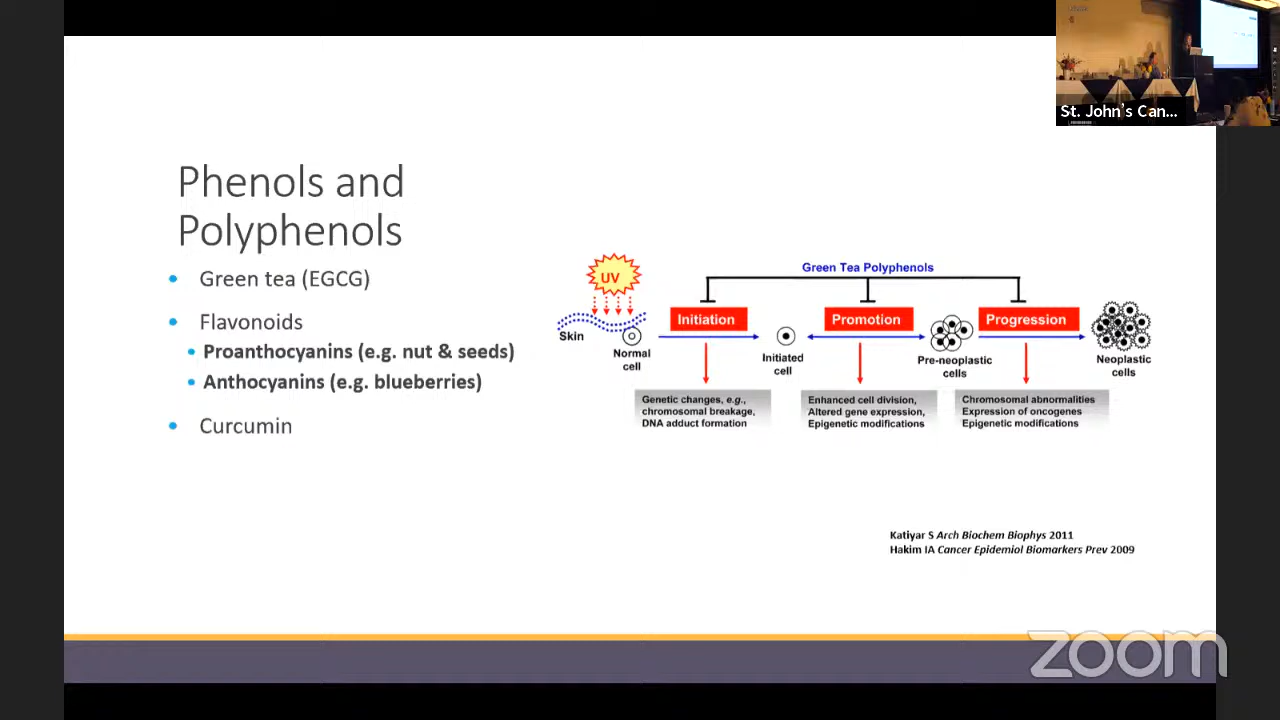 St. John's Can...
Phenols and
Polyphenols
• Green tea (EGCG)
• Flavonoids
• Proanthocyanins (e.g. nut & seeds)
• Anthocyanins (e.g. blueberries)
• Curcumin
Green Tea Polyphenols
UV
Skin
Normal
cell
Initiation
Initiated
cell
Promotion
Pre-neoplastic
cells
Progression
Neoplastic
cells
Genetic changes, e.g.,
chromosomal breakage,
DNA adduct formation
Enhanced cell division,
Altered gene expression,
Epigenetic modifications
Chromosomal abnormalities
Expression of oncogenes
Epigenetic modifications
Katiyar S Arch Biochem Biophys 2011
Hakim IA Cancer Epidemiol Biomarkers Prev 2009
zoom